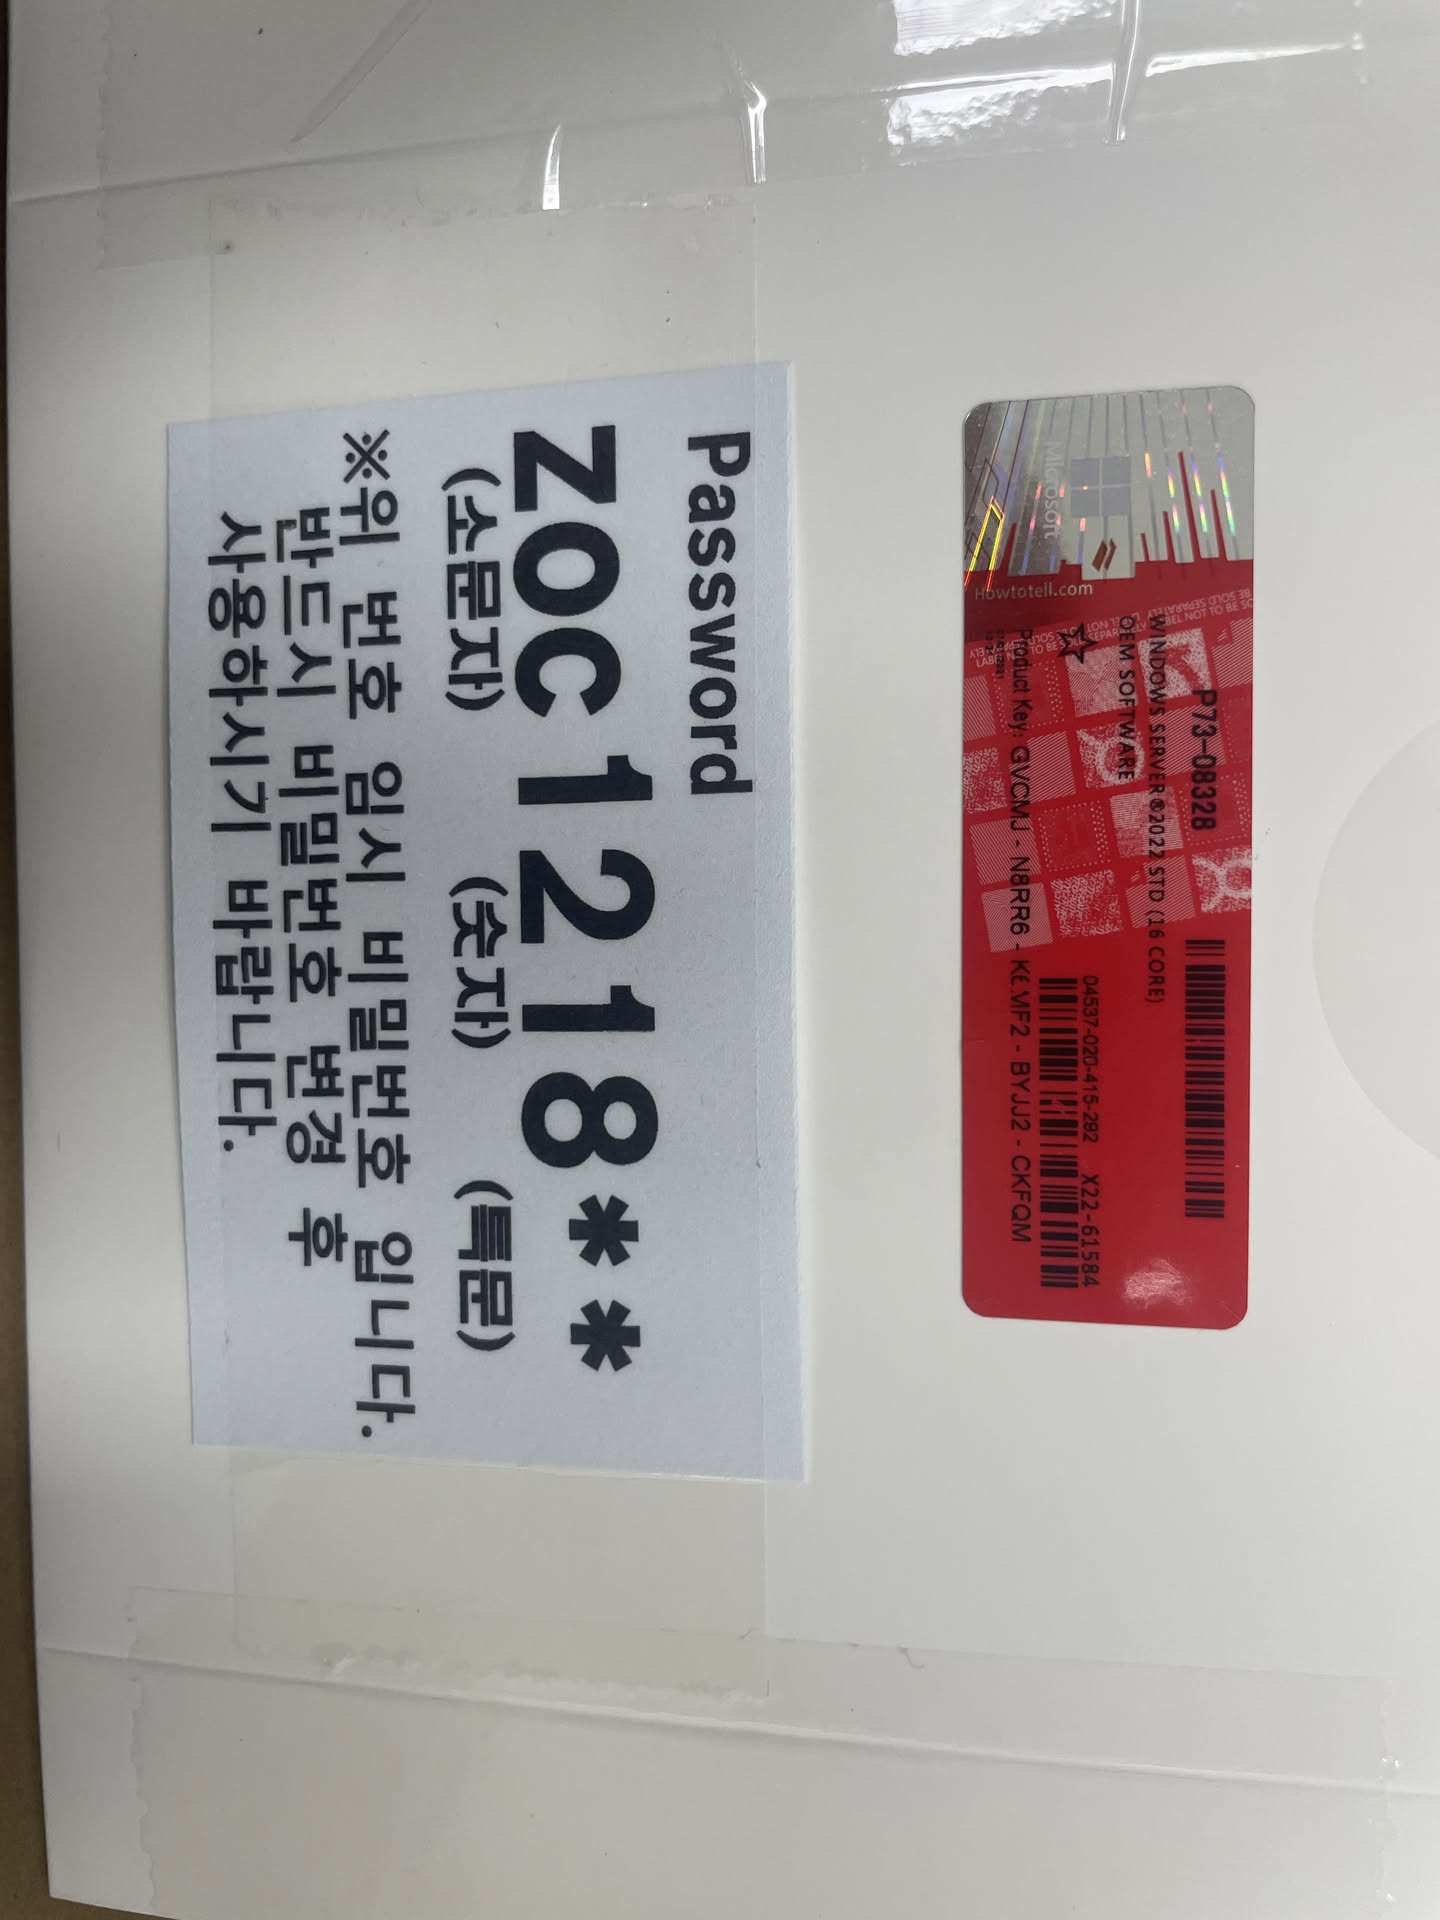 Password
zoc1218**
(소문자) (숫자) (특문)
※위 번호 임시 비밀번호 입니다.
반드시 비밀번호 변경 후
사용하시기 바랍니다.
Microsoft
Howtotell.com
P73-08328
WINDOWS SERVER®2022 STD (16 CORE)
OEM SOFTWARE
04537-020-415-292 X22-61584
Product Key: GVCMJ - N8RR6 - - BYJJ2 - CKFQM